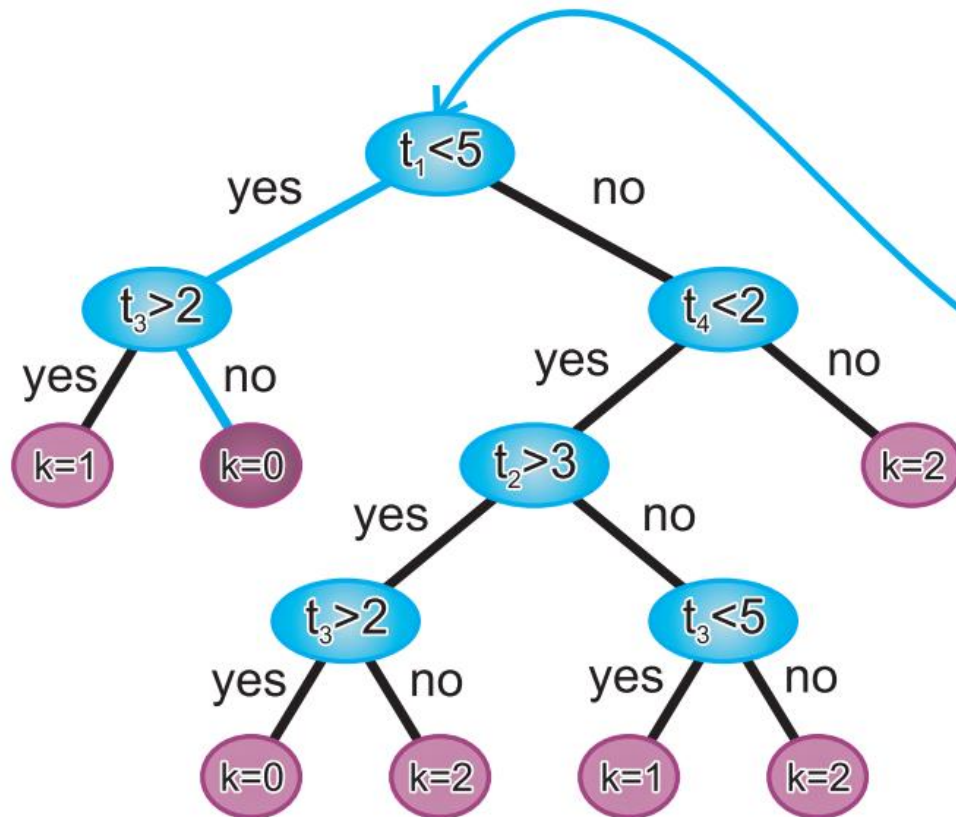 t₁<5
yes
no
t₃>2
t₄<2
yes
no
yes
no
k=1
k=0
t₂>3
k=2
yes
no
t₃>2
t₃<5
yes
no
yes
no
k=0
k=2
k=1
k=2